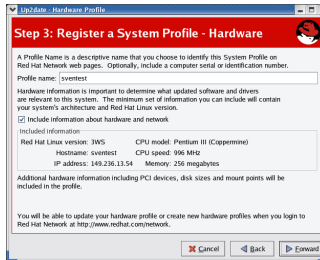 Up2date - Hardware Profile
Step 3: Register a System Profile - Hardware
A Profile Name is a descriptive name that you choose to identify this System Profile on
Red Hat Network web pages. Optionally, include a computer serial or identification number.
Profile name: sventest
Hardware information is important to determine what updated software and drivers
are relevant to this system. The minimum set of information you can include will contain
your system's architecture and Red Hat Linux version.
Include information about hardware and network
Included information
Red Hat Linux version: 3WS CPU model: Pentium III (Coppermine)
Hostname: sventest CPU speed: 996 MHz
IP address: 149.236.13.54 Memory: 256 megabytes
Additional hardware information including PCI devices, disk sizes and mount points will be
included in the profile.
You will be able to update your hardware profile or create new hardware profiles when you login to
Red Hat Network at http://www.redhat.com/network.
Cancel Back Forward